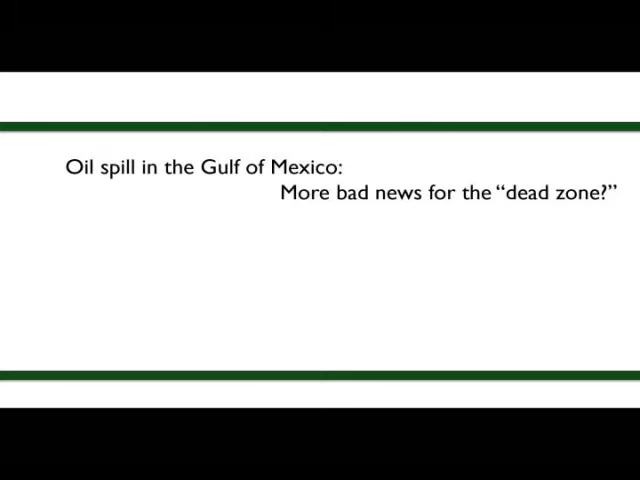 Oil spill in the Gulf of Mexico:
More bad news for the “dead zone?”